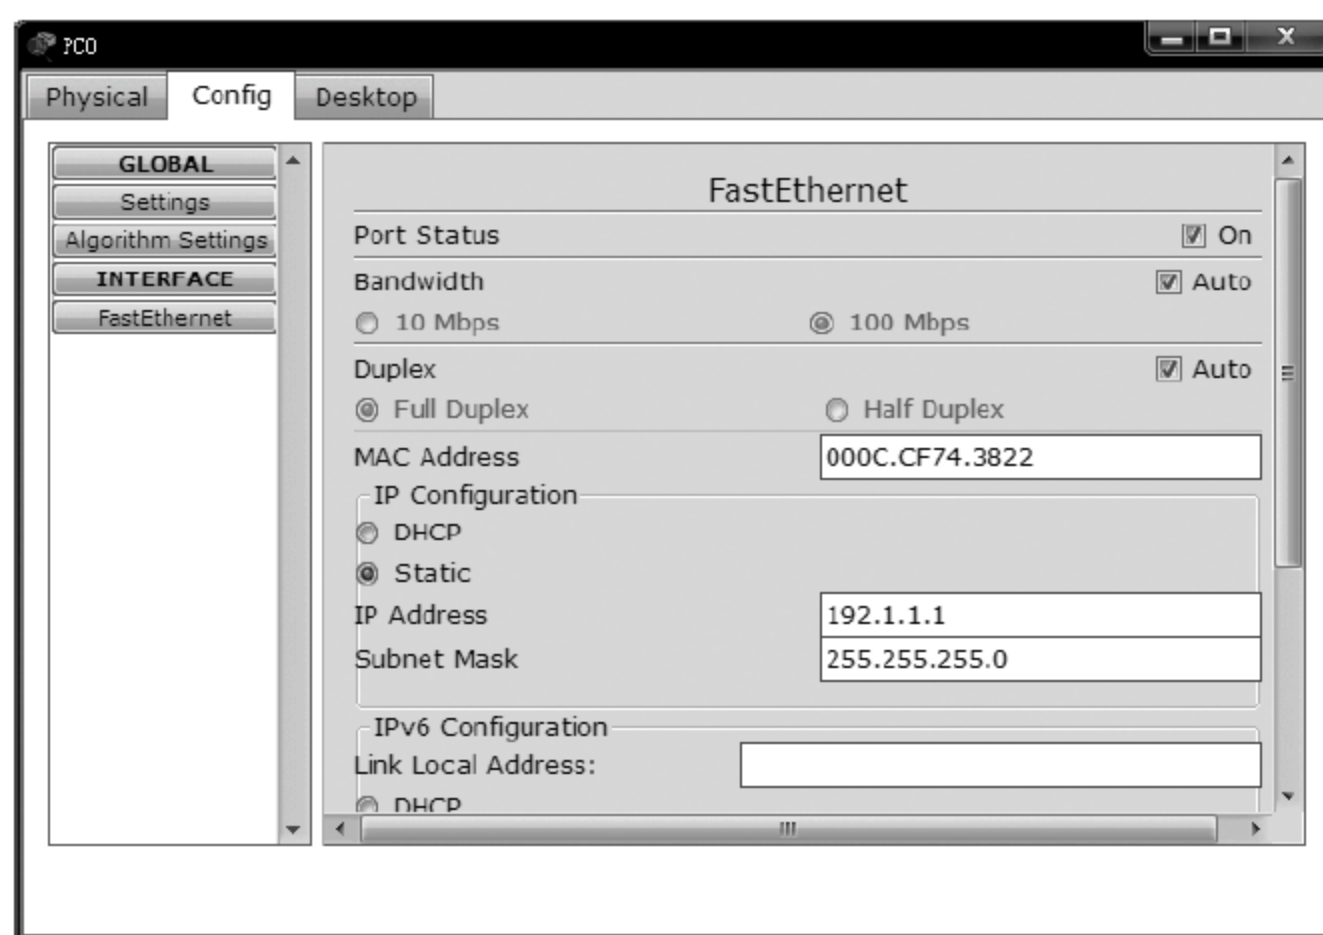 PC0
X
Physical Config Desktop
GLOBAL
Settings
Algorithm Settings
INTERFACE
FastEthernet
FastEthernet
Port Status On
Bandwidth Auto
10 Mbps 100 Mbps
Duplex Auto
Full Duplex Half Duplex
MAC Address 000C.CF74.3822
IP Configuration
DHCP
Static
IP Address 192.1.1.1
Subnet Mask 255.255.255.0
IPv6 Configuration
Link Local Address:
DHCP